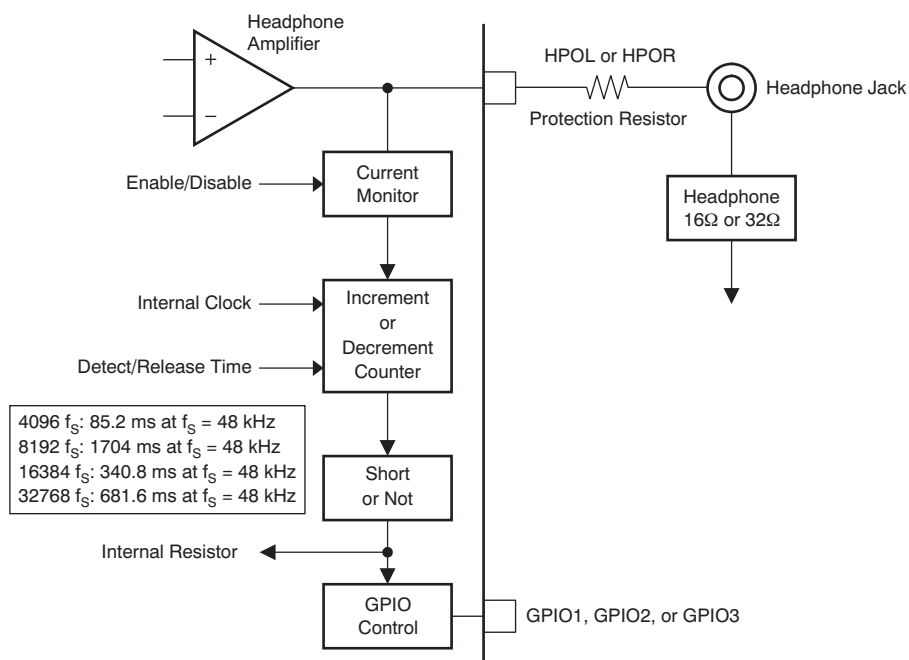 Headphone
Amplifier
+
−
HPOL or HPOR
Headphone Jack
Protection Resistor
Enable/Disable
Current
Monitor
Headphone
16Ω or 32Ω
Internal Clock
Increment
or
Decrement
Counter
Detect/Release Time
4096 fS: 85.2 ms at fS = 48 kHz
8192 fS: 1704 ms at fS = 48 kHz
16384 fS: 340.8 ms at fS = 48 kHz
32768 fS: 681.6 ms at fS = 48 kHz
Short
or Not
Internal Resistor
GPIO
Control
GPIO1, GPIO2, or GPIO3